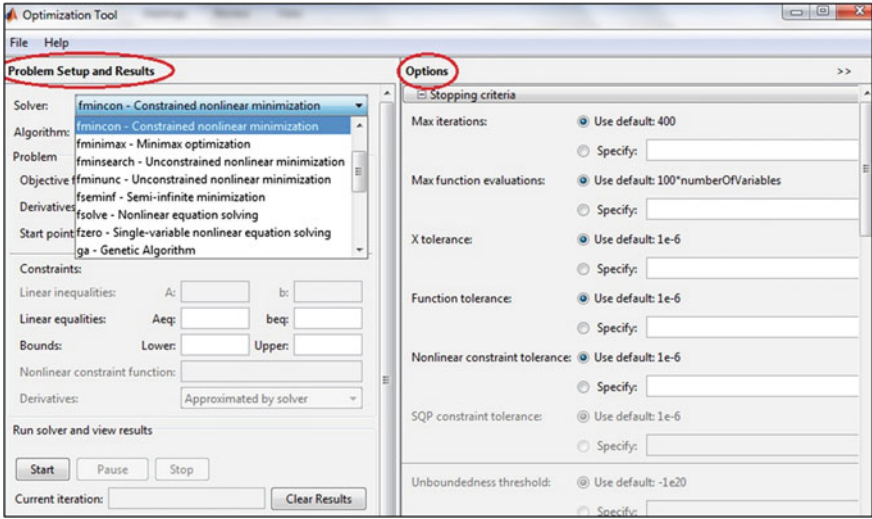 Optimization Tool
File Help
Problem Setup and Results
Solver: fmincon - Constrained nonlinear minimization
fmincon - Constrained nonlinear minimization
Algorithm:
fminimax - Minimax optimization
Problem
fminsearch - Unconstrained nonlinear minimization
Objective f
fminunc - Unconstrained nonlinear minimization
fseminf - Semi-infinite minimization
Derivatives
fsolve - Nonlinear equation solving
Start point
fzero - Single-variable nonlinear equation solving
ga - Genetic Algorithm
Constraints:
Linear inequalities: A: b:
Linear equalities: Aeq: beq:
Bounds: Lower: Upper:
Nonlinear constraint function:
Derivatives: Approximated by solver
Run solver and view results
Start Pause Stop
Current iteration: Clear Results
Options >>
Stopping criteria
Max iterations: Use default: 400
Specify:
Max function evaluations: Use default: 100*numberOfVariables
Specify:
X tolerance: Use default: 1e-6
Specify:
Function tolerance: Use default: 1e-6
Specify:
Nonlinear constraint tolerance: Use default: 1e-6
Specify:
SQP constraint tolerance: Use default: 1e-6
Specify:
Unboundedness threshold: Use default: -1e20
Specify: